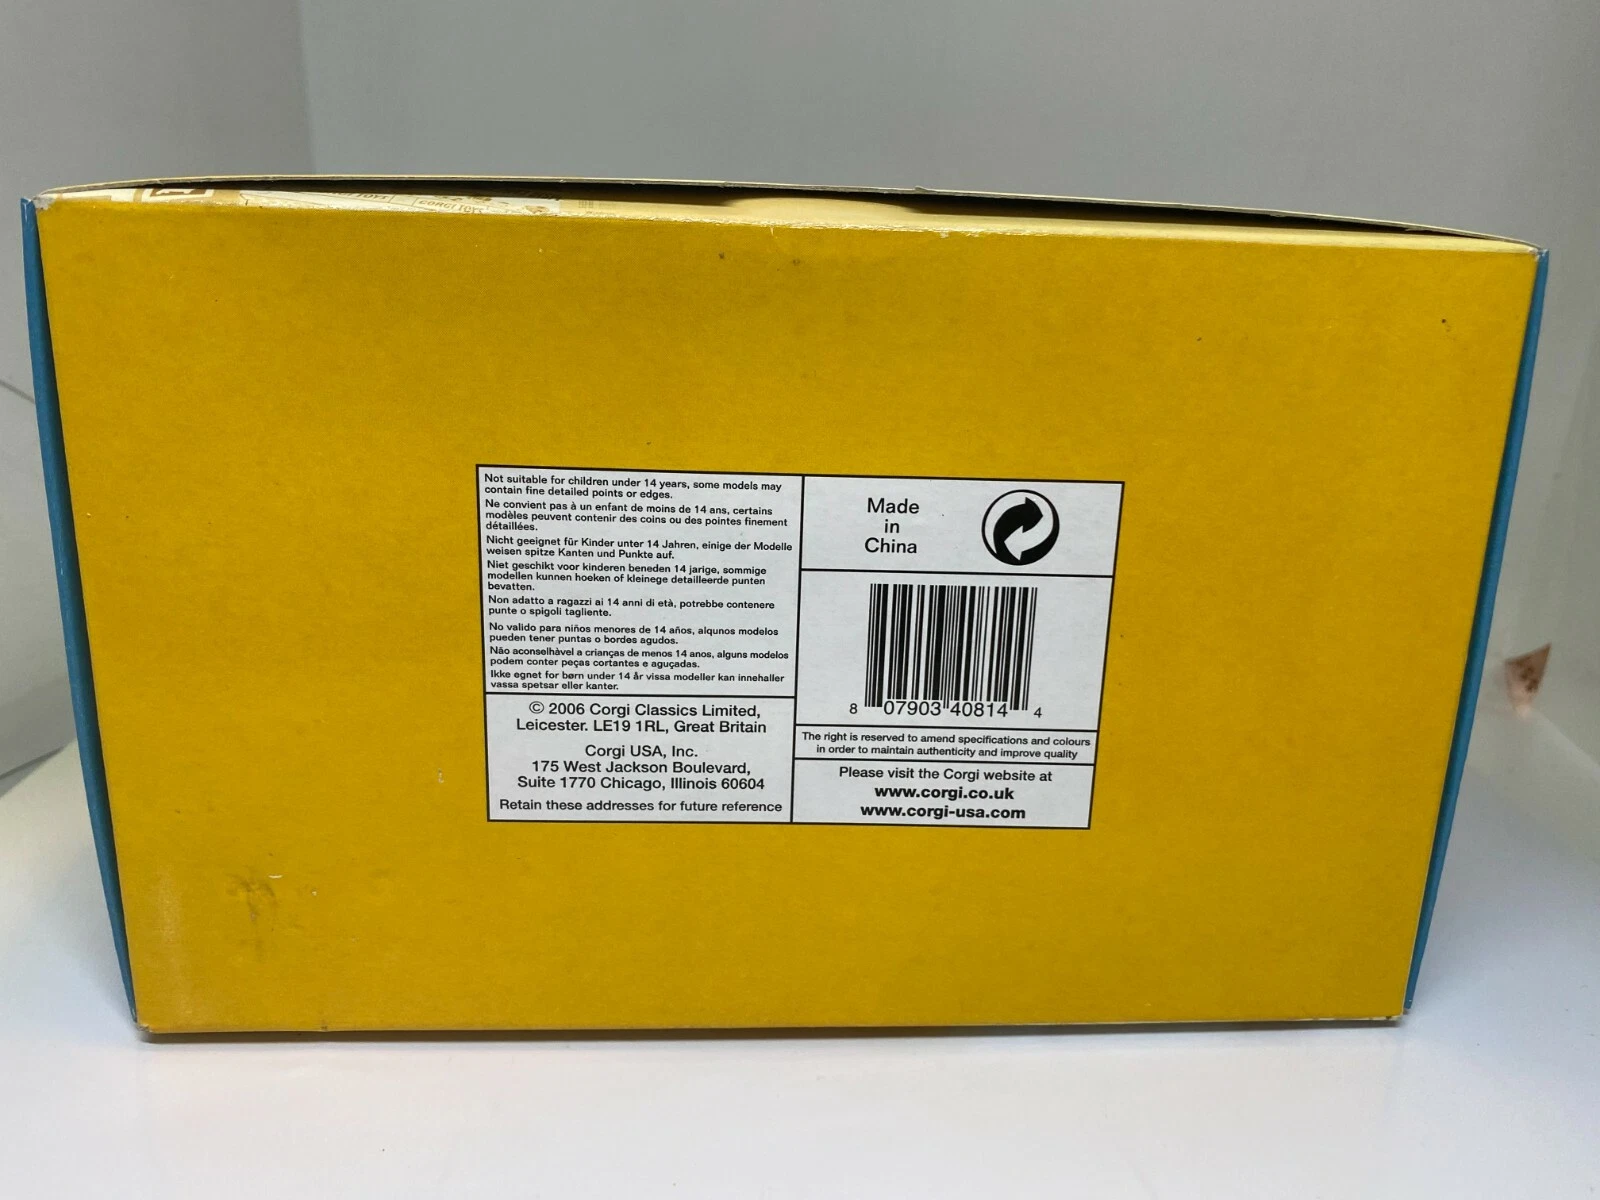 CORGI TOYS
Not suitable for children under 14 years, some models may
contain fine detailed points or edges.
Ne convient pas à un enfant de moins de 14 ans, certains
modèles peuvent contenir des coins ou des pointes finement
détaillées.
Nicht geeignet für Kinder unter 14 Jahren, einige der Modelle
weisen spitze Kanten und Punkte auf.
Niet geschikt voor kinderen beneden 14 jarige, sommige
modellen kunnen hoeken of kleinege detailleerde punten
bevatten.
Non adatto a ragazzi ai 14 anni di età, potrebbe contenere
punte o spigoli tagliente.
No valido para niños menores de 14 años, alqunos modelos
pueden tener puntas o bordes agudos.
Não aconselhàvel a crianças de menos 14 anos, alguns modelos
podem conter peças cortantes e aguçadas.
Ikke egnet for børn under 14 år vissa modeller kan innehaller
vassa spetsar eller kanter.
© 2006 Corgi Classics Limited,
Leicester. LE19 1RL, Great Britain
Corgi USA, Inc.
175 West Jackson Boulevard,
Suite 1770 Chicago, Illinois 60604
Retain these addresses for future reference
Made
in
China
8 07903 40814 4
The right is reserved to amend specifications and colours
in order to maintain authenticity and improve quality
Please visit the Corgi website at
www.corgi.co.uk
www.corgi-usa.com